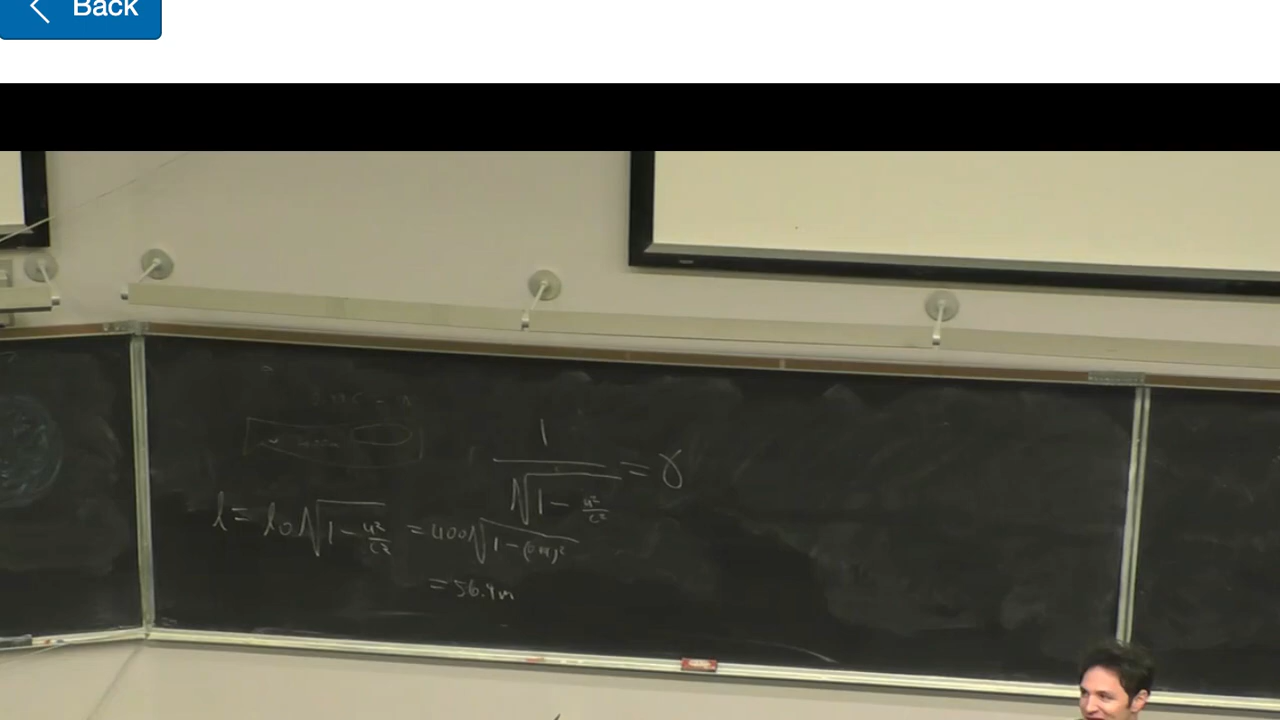 Back
1
√1 - u²/c² = γ
l = l₀√1 - u²/c² = 400√1 - (0.99)²
= 56.4m